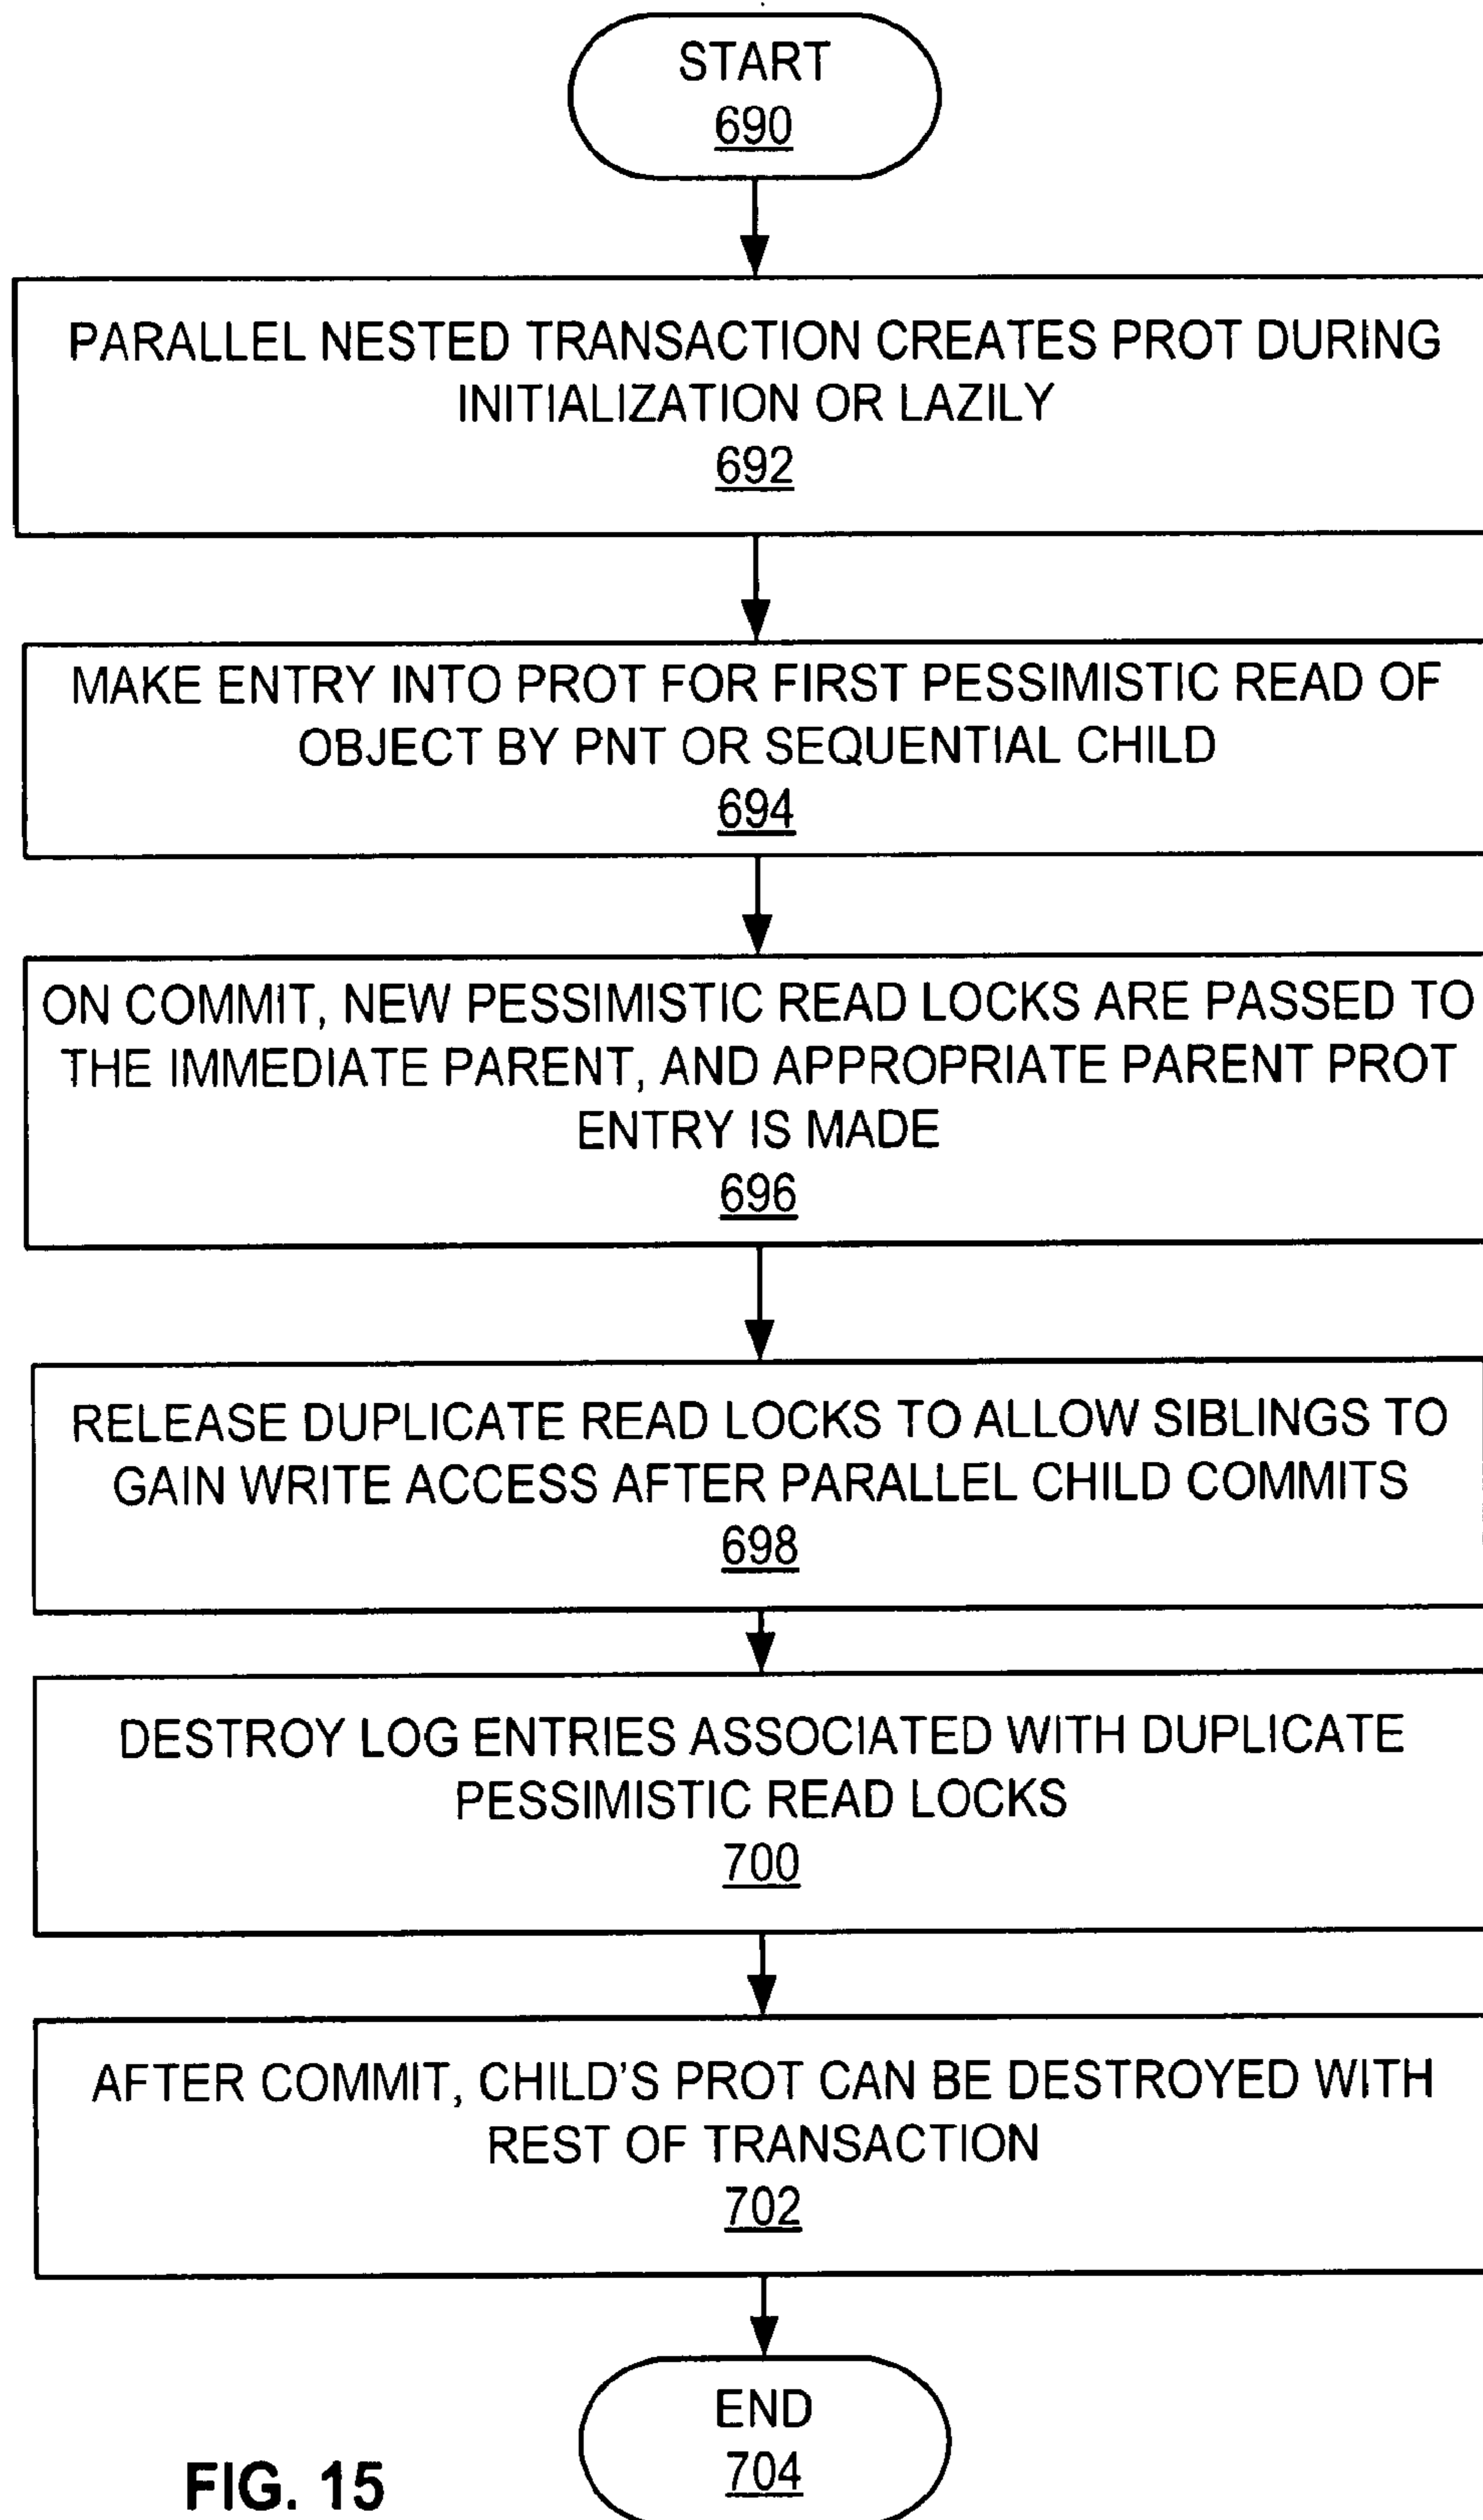 START
690
PARALLEL NESTED TRANSACTION CREATES PROT DURING
INITIALIZATION OR LAZILY
692
MAKE ENTRY INTO PROT FOR FIRST PESSIMISTIC READ OF
OBJECT BY PNT OR SEQUENTIAL CHILD
694
ON COMMIT, NEW PESSIMISTIC READ LOCKS ARE PASSED TO
THE IMMEDIATE PARENT, AND APPROPRIATE PARENT PROT
ENTRY IS MADE
696
RELEASE DUPLICATE READ LOCKS TO ALLOW SIBLINGS TO
GAIN WRITE ACCESS AFTER PARALLEL CHILD COMMITS
698
DESTROY LOG ENTRIES ASSOCIATED WITH DUPLICATE
PESSIMISTIC READ LOCKS
700
AFTER COMMIT, CHILD'S PROT CAN BE DESTROYED WITH
REST OF TRANSACTION
702
END
704
FIG. 15